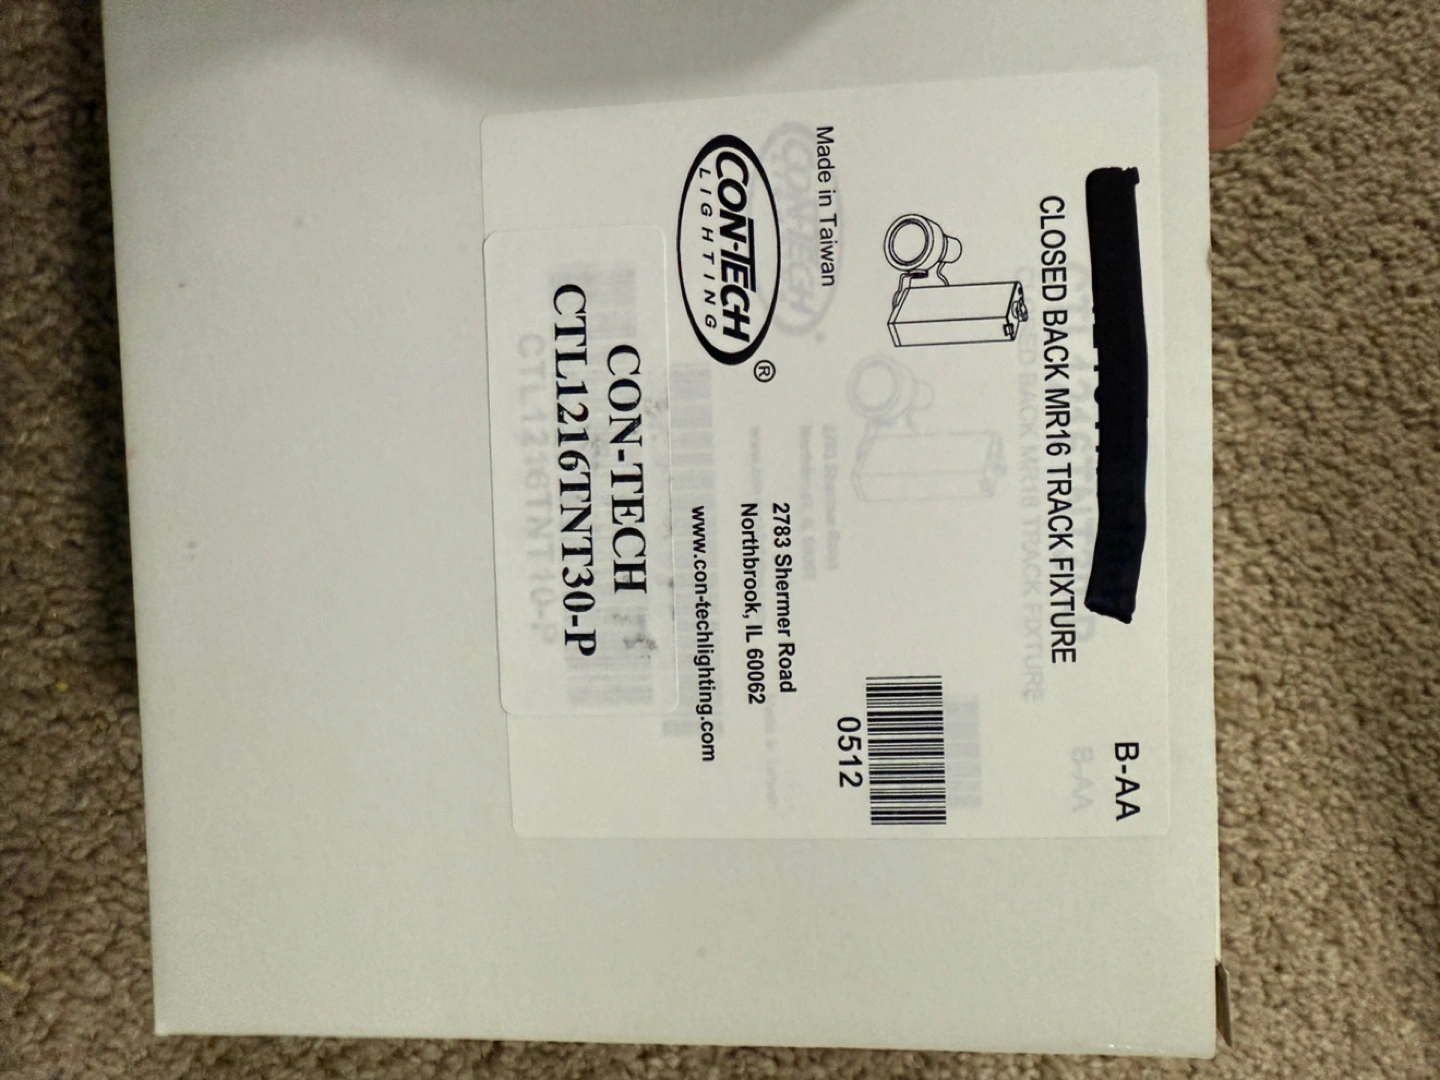 B-AA
CLOSED BACK MR16 TRACK FIXTURE
0512
Made in Taiwan
CON-TECH
LIGHTING
®
2783 Shermer Road
Northbrook, IL 60062
www.con-techlighting.com
CON-TECH
CTL1216TNT30-P
CTL1216TNT10-P